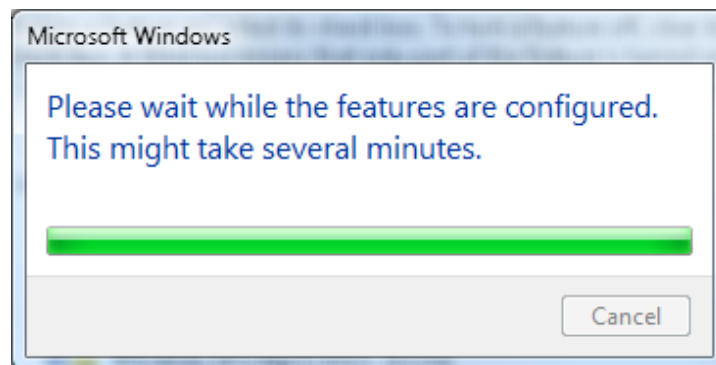 Microsoft Windows
Please wait while the features are configured.
This might take several minutes.
Cancel